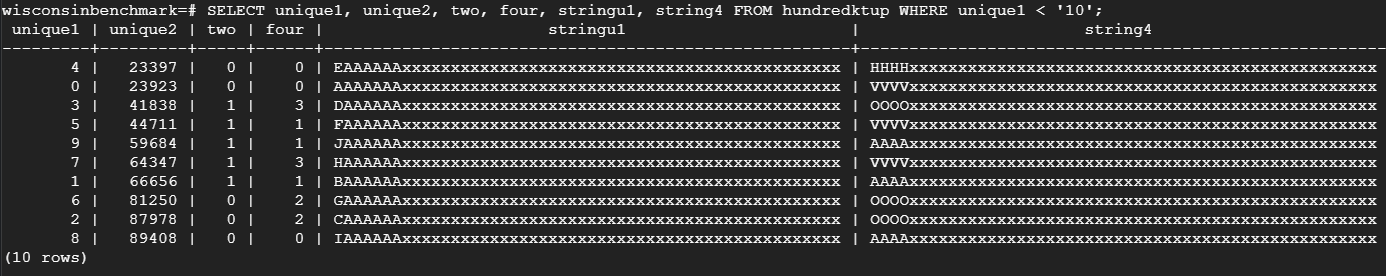 wisconsinbenchmark=# SELECT unique1, unique2, two, four, stringu1, string4 FROM hundredktup WHERE unique1 < '10';
 unique1 | unique2 | two | four |                       stringu1                       |                       string4
---------+---------+-----+------+------------------------------------------------------+------------------------------------------------------
       4 |   23397 |   0 |    0 | EAAAAAAxxxxxxxxxxxxxxxxxxxxxxxxxxxxxxxxxxxxxxxxxxxxx | HHHHxxxxxxxxxxxxxxxxxxxxxxxxxxxxxxxxxxxxxxxxxxxxxxxx
       0 |   23923 |   0 |    0 | AAAAAAAxxxxxxxxxxxxxxxxxxxxxxxxxxxxxxxxxxxxxxxxxxxxx | VVVVxxxxxxxxxxxxxxxxxxxxxxxxxxxxxxxxxxxxxxxxxxxxxxxx
       3 |   41838 |   1 |    3 | DAAAAAAxxxxxxxxxxxxxxxxxxxxxxxxxxxxxxxxxxxxxxxxxxxxx | OOOOxxxxxxxxxxxxxxxxxxxxxxxxxxxxxxxxxxxxxxxxxxxxxxxx
       5 |   44711 |   1 |    1 | FAAAAAAxxxxxxxxxxxxxxxxxxxxxxxxxxxxxxxxxxxxxxxxxxxxx | VVVVxxxxxxxxxxxxxxxxxxxxxxxxxxxxxxxxxxxxxxxxxxxxxxxx
       9 |   59684 |   1 |    1 | JAAAAAAxxxxxxxxxxxxxxxxxxxxxxxxxxxxxxxxxxxxxxxxxxxxx | AAAAxxxxxxxxxxxxxxxxxxxxxxxxxxxxxxxxxxxxxxxxxxxxxxxx
       7 |   64347 |   1 |    3 | HAAAAAAxxxxxxxxxxxxxxxxxxxxxxxxxxxxxxxxxxxxxxxxxxxxx | VVVVxxxxxxxxxxxxxxxxxxxxxxxxxxxxxxxxxxxxxxxxxxxxxxxx
       1 |   66656 |   1 |    1 | BAAAAAAxxxxxxxxxxxxxxxxxxxxxxxxxxxxxxxxxxxxxxxxxxxxx | AAAAxxxxxxxxxxxxxxxxxxxxxxxxxxxxxxxxxxxxxxxxxxxxxxxx
       6 |   81250 |   0 |    2 | GAAAAAAxxxxxxxxxxxxxxxxxxxxxxxxxxxxxxxxxxxxxxxxxxxxx | OOOOxxxxxxxxxxxxxxxxxxxxxxxxxxxxxxxxxxxxxxxxxxxxxxxx
       2 |   87978 |   0 |    2 | CAAAAAAxxxxxxxxxxxxxxxxxxxxxxxxxxxxxxxxxxxxxxxxxxxxx | OOOOxxxxxxxxxxxxxxxxxxxxxxxxxxxxxxxxxxxxxxxxxxxxxxxx
       8 |   89408 |   0 |    0 | IAAAAAAxxxxxxxxxxxxxxxxxxxxxxxxxxxxxxxxxxxxxxxxxxxxx | AAAAxxxxxxxxxxxxxxxxxxxxxxxxxxxxxxxxxxxxxxxxxxxxxxxx
(10 rows)